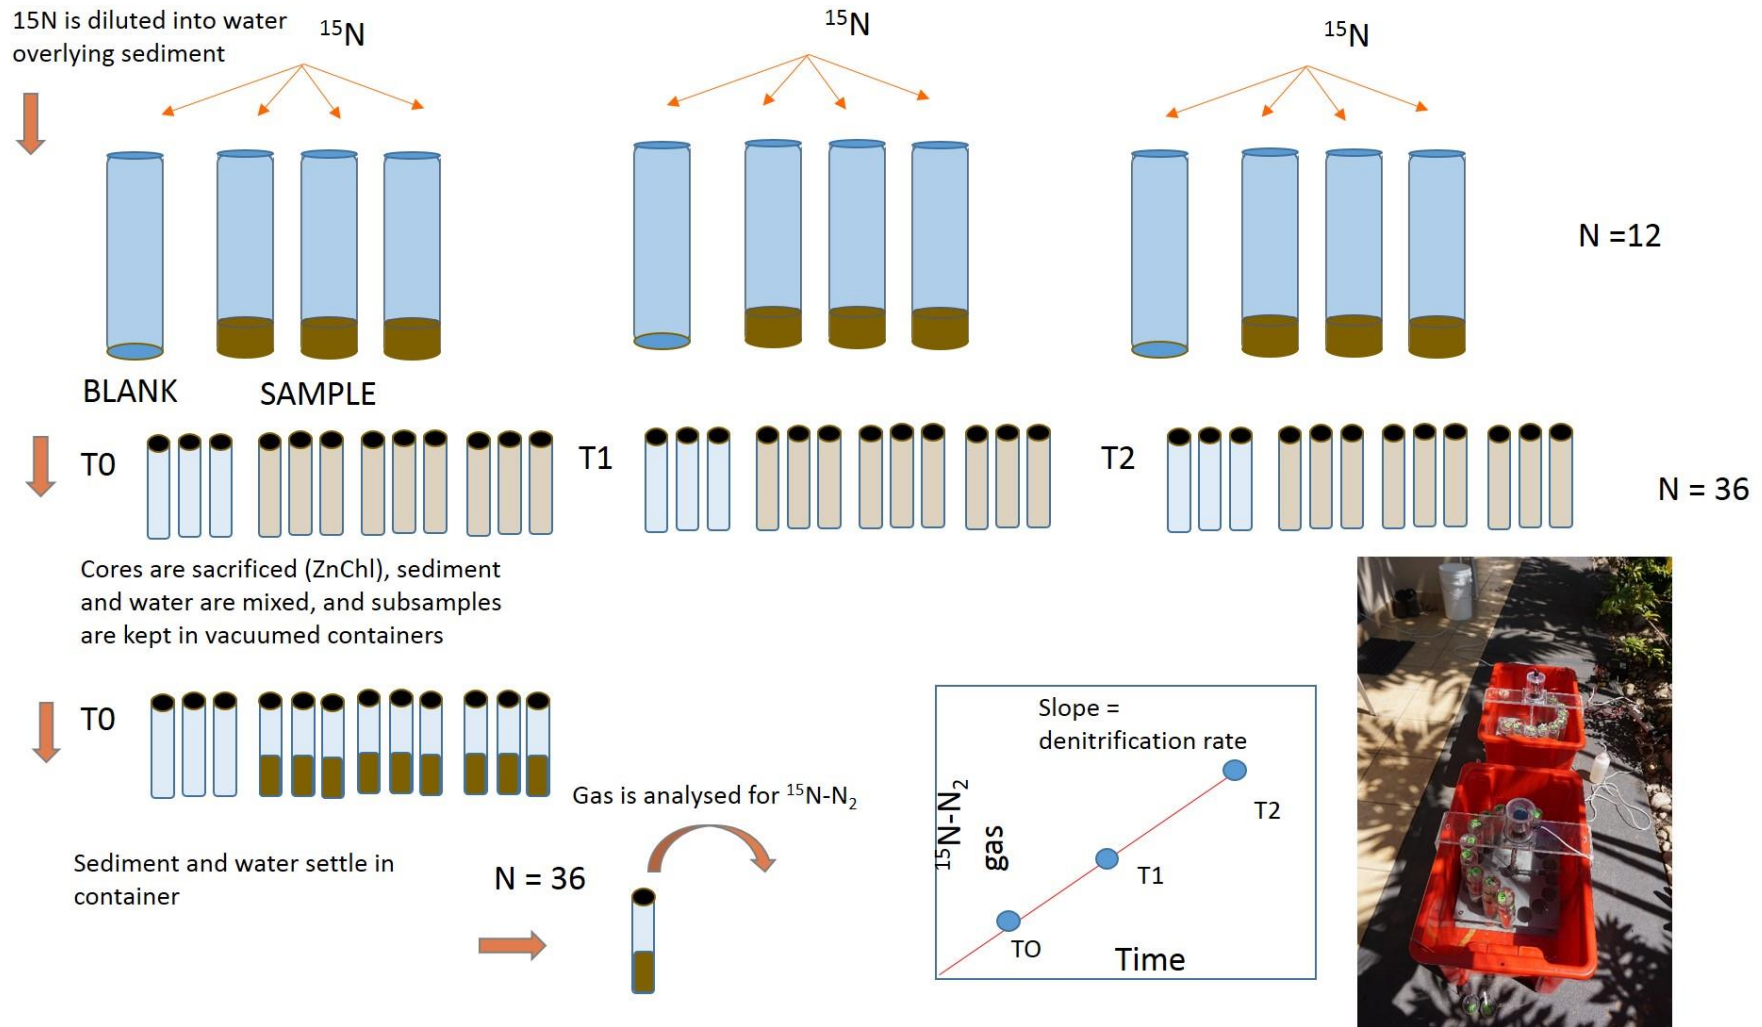 15N is diluted into water
overlying sediment
¹⁵N
¹⁵N
¹⁵N
N =12
BLANK
SAMPLE
T0
T1
T2
N = 36
Cores are sacrificed (ZnChl), sediment
and water are mixed, and subsamples
are kept in vacuumed containers
T0
Sediment and water settle in
container
N = 36
Gas is analysed for ¹⁵N-N₂
Slope =
denitrification rate
¹⁵N-N₂
gas
TO
T1
T2
Time